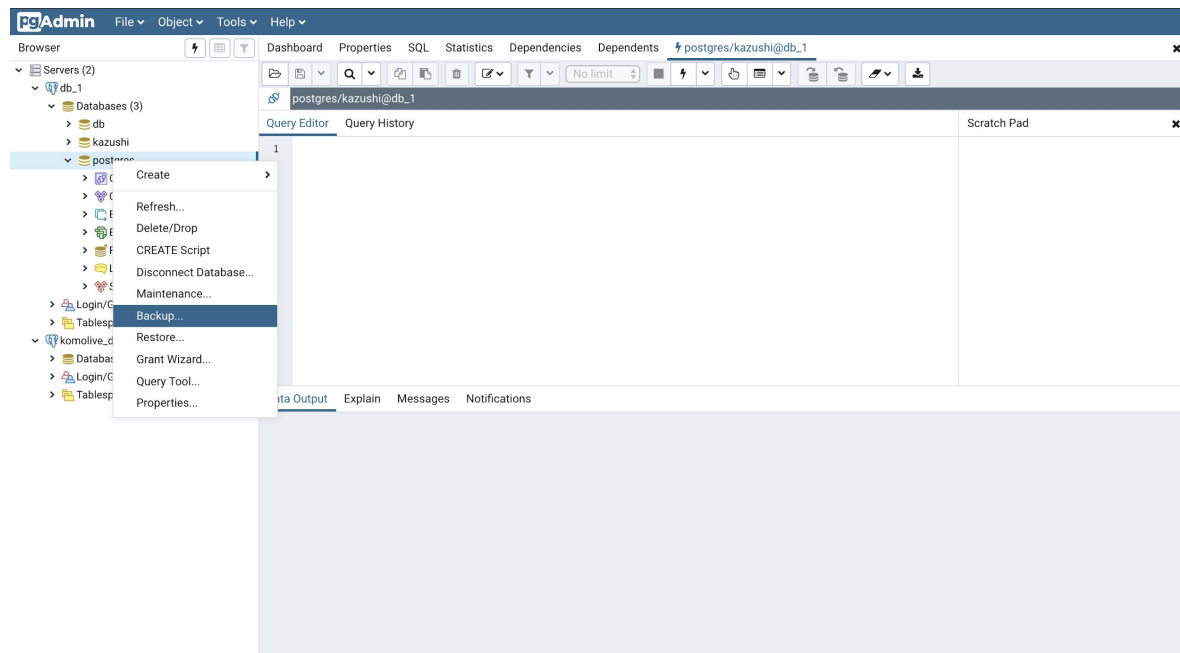 pgAdmin File Object Tools Help
Browser
Dashboard Properties SQL Statistics Dependencies Dependents postgres/kazushi@db_1
Servers (2)
db_1
Databases (3)
db
kazushi
postgres
Login/G
Tablesp
komolive_d
Databas
Login/G
Tablesp
Create
Refresh...
Delete/Drop
CREATE Script
Disconnect Database...
Maintenance...
Backup...
Restore...
Grant Wizard...
Query Tool...
Properties...
No limit
postgres/kazushi@db_1
Query Editor Query History
Scratch Pad
1
Output Explain Messages Notifications